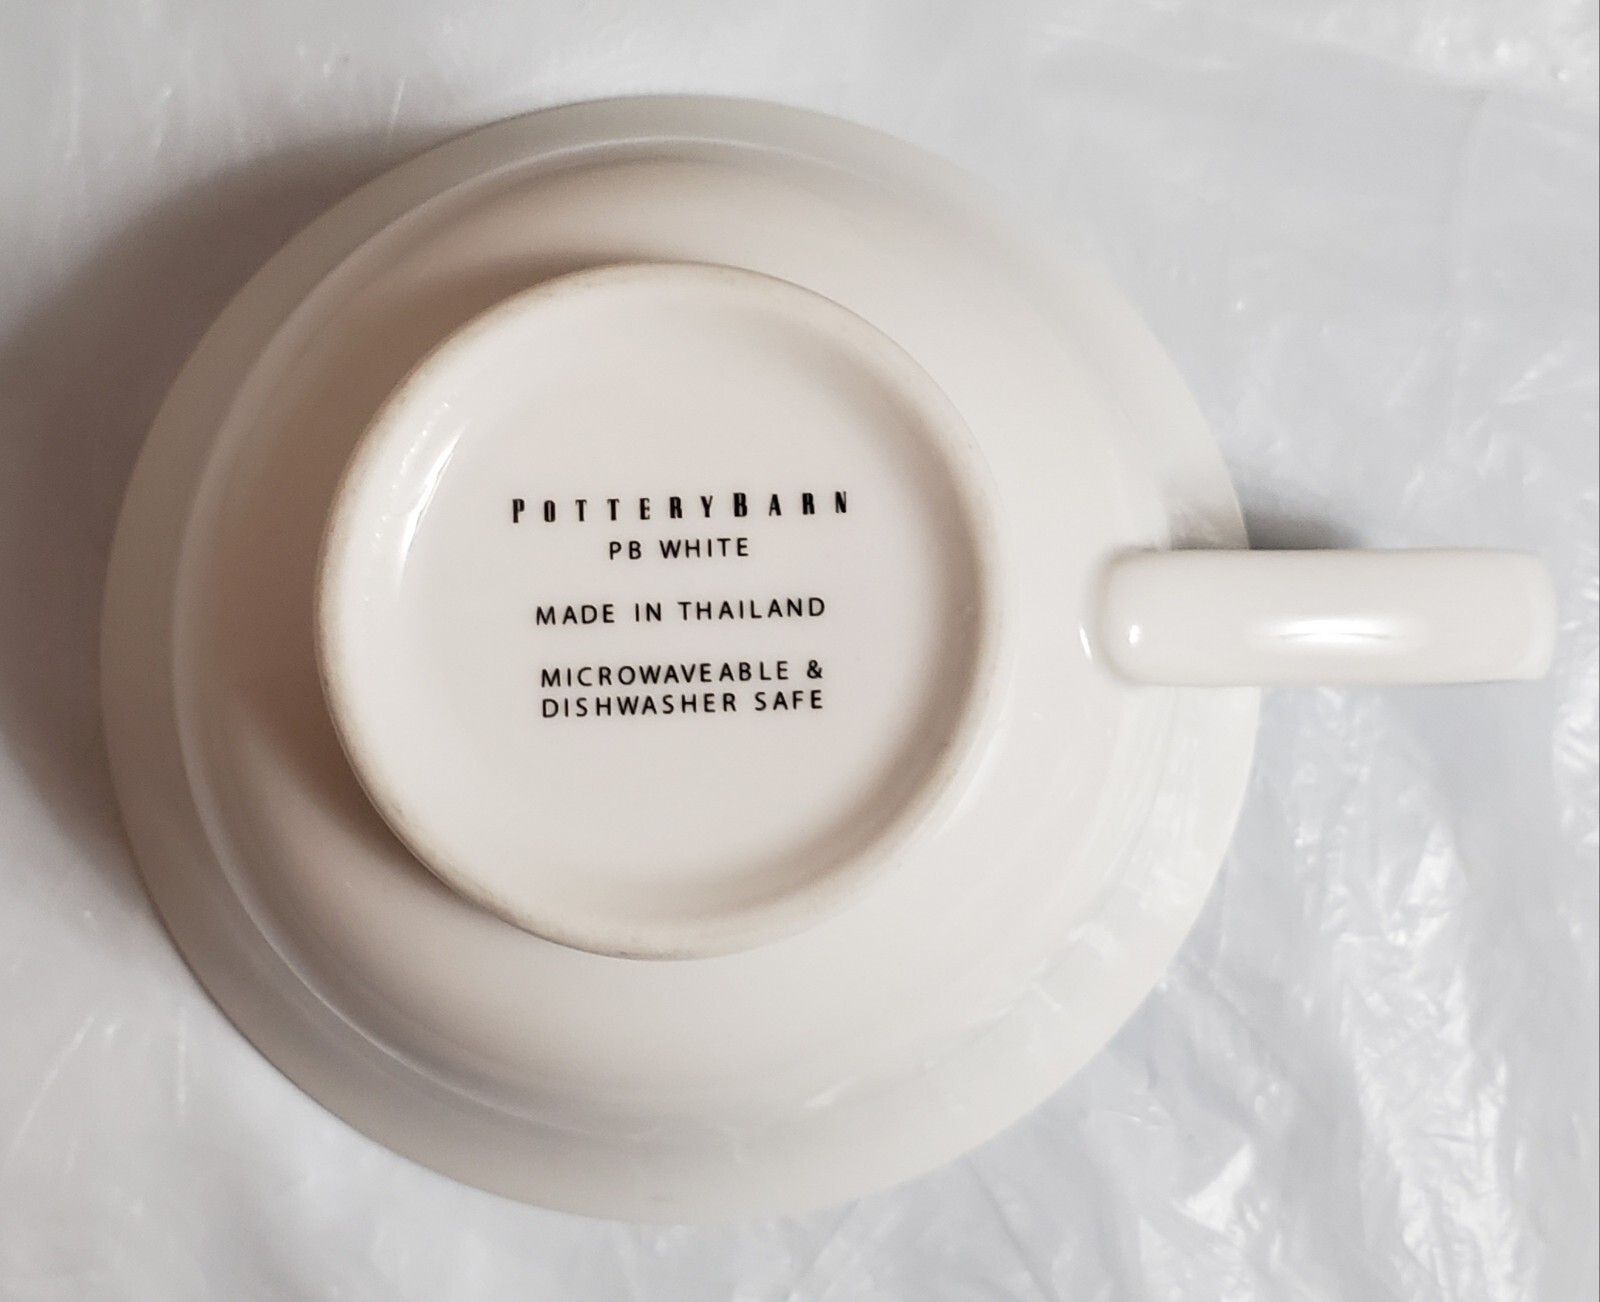 POTTERYBARN
PB WHITE
MADE IN THAILAND
MICROWAVEABLE &
DISHWASHER SAFE